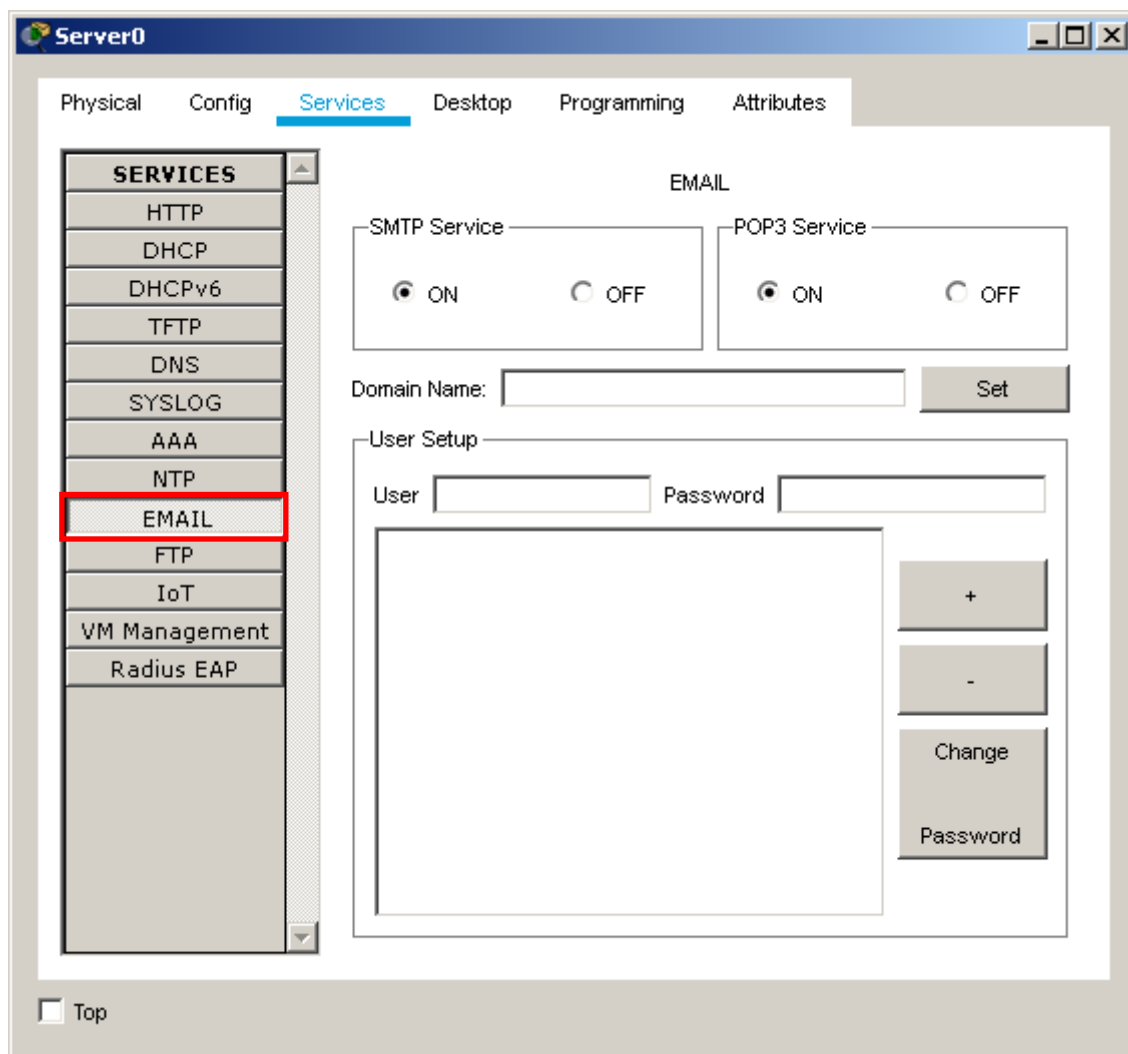 Server0
Physical Config Services Desktop Programming Attributes
SERVICES
HTTP
DHCP
DHCPv6
TFTP
DNS
SYSLOG
AAA
NTP
EMAIL
FTP
IoT
VM Management
Radius EAP
EMAIL
SMTP Service
ON OFF
POP3 Service
ON OFF
Domain Name: Set
User Setup
User Password
+
-
Change
Password
Top